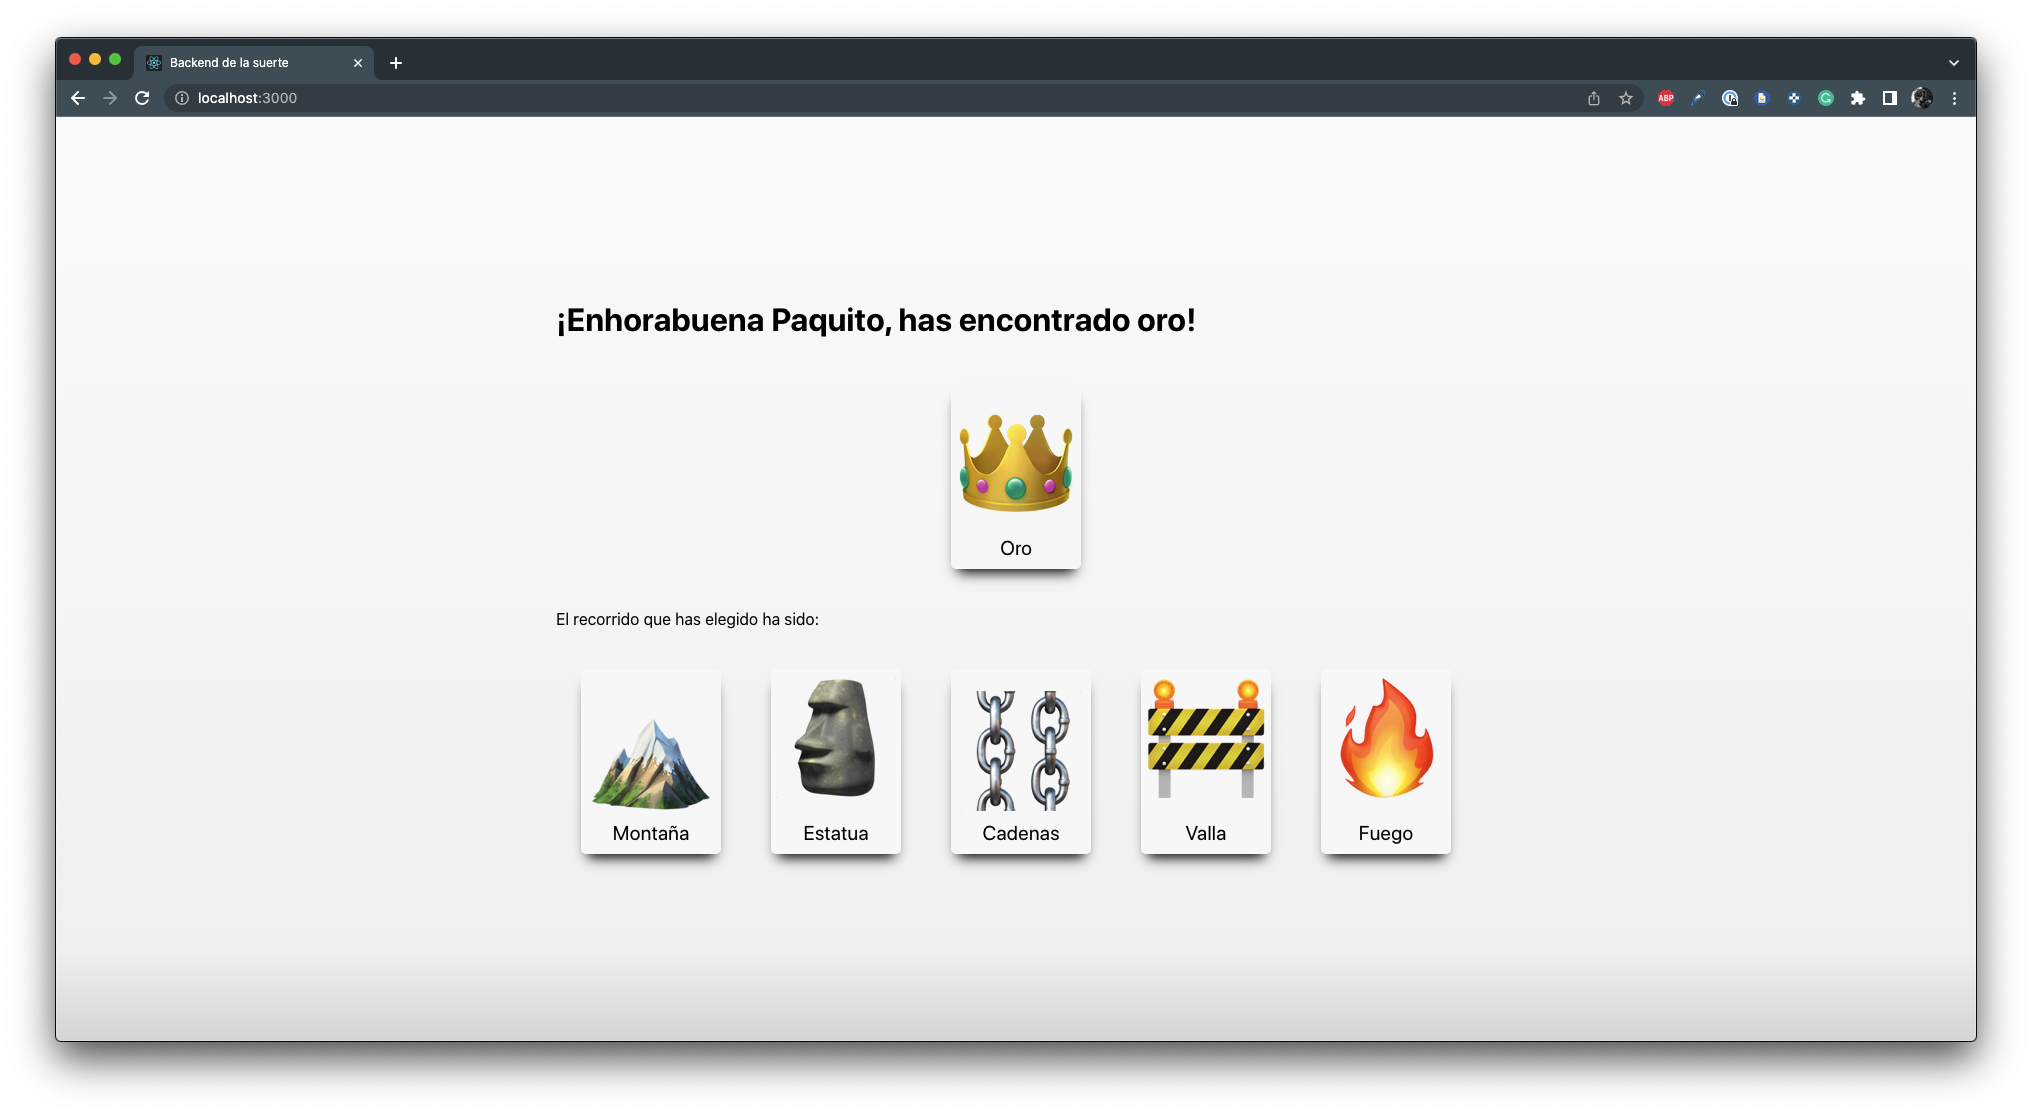 Backend de la suerte
localhost:3000
ABP
¡Enhorabuena Paquito, has encontrado oro!
Oro
El recorrido que has elegido ha sido:
Montaña
Estatua
Cadenas
Valla
Fuego